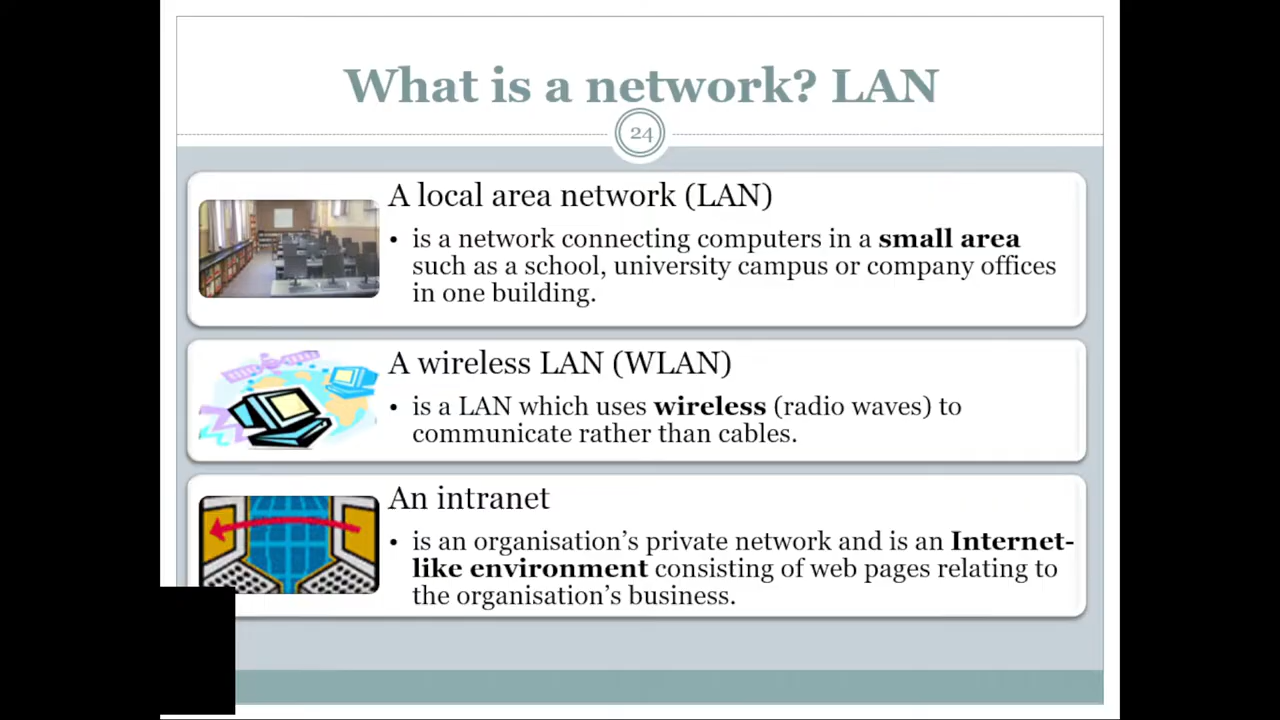 What is a network? LAN
24
A local area network (LAN)
• is a network connecting computers in a small area
such as a school, university campus or company offices
in one building.
A wireless LAN (WLAN)
• is a LAN which uses wireless (radio waves) to
communicate rather than cables.
An intranet
• is an organisation’s private network and is an Internet-
like environment consisting of web pages relating to
the organisation’s business.